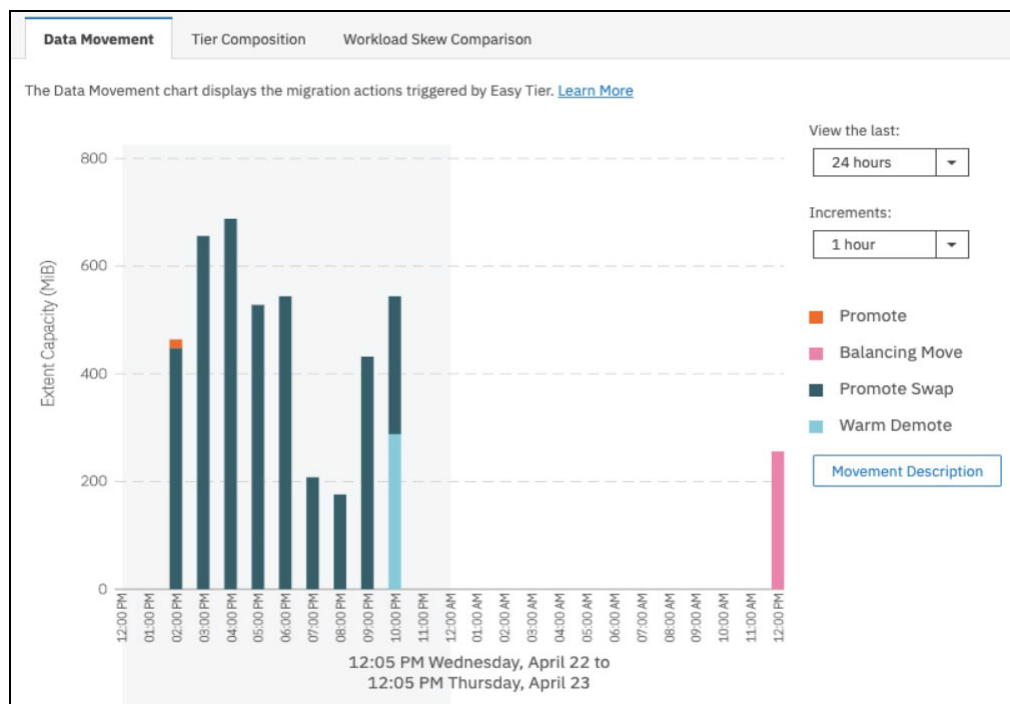 Data Movement
Tier Composition
Workload Skew Comparison
The Data Movement chart displays the migration actions triggered by Easy Tier. Learn More
View the last:
24 hours
Increments:
1 hour
Promote
Balancing Move
Promote Swap
Warm Demote
Movement Description
Extent Capacity (MiB)
800
600
400
200
0
12:00 PM
01:00 PM
02:00 PM
03:00 PM
04:00 PM
05:00 PM
06:00 PM
07:00 PM
08:00 PM
09:00 PM
10:00 PM
11:00 PM
12:00 AM
01:00 AM
02:00 AM
03:00 AM
04:00 AM
05:00 AM
06:00 AM
07:00 AM
08:00 AM
09:00 AM
10:00 AM
11:00 AM
12:00 PM
12:05 PM Wednesday, April 22 to
12:05 PM Thursday, April 23